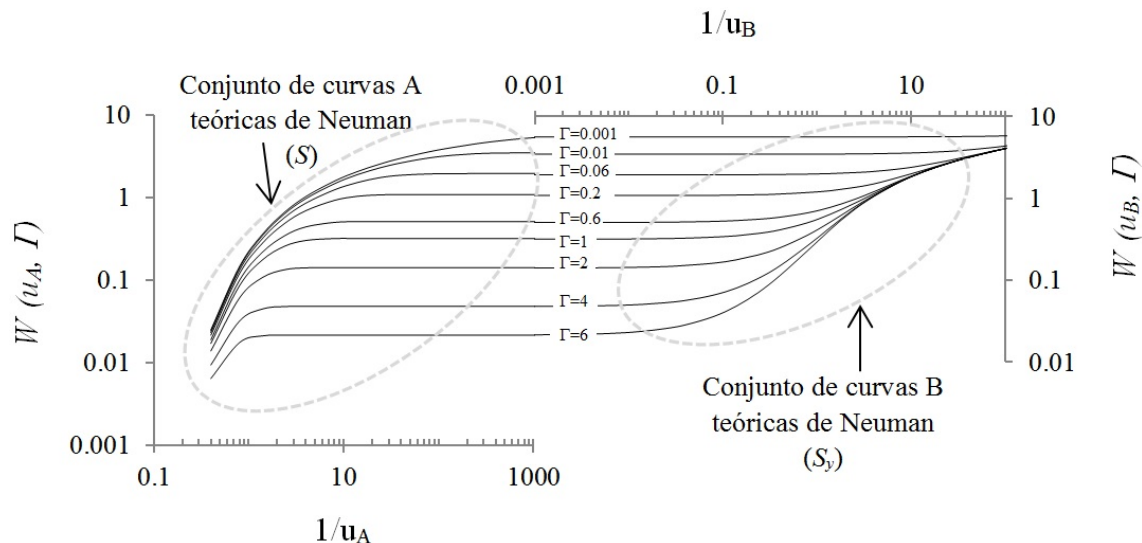 1/uB
Conjunto de curvas A
teóricas de Neuman
(S)
0.001
0.1
10
10
1
0.1
0.01
0.001
W (uA, Γ)
Γ=0.001
Γ=0.01
Γ=0.06
Γ=0.2
Γ=0.6
Γ=1
Γ=2
Γ=4
Γ=6
10
1
0.1
0.01
W (uB, Γ)
Conjunto de curvas B
teóricas de Neuman
(Sy)
0.1
10
1000
1/uA